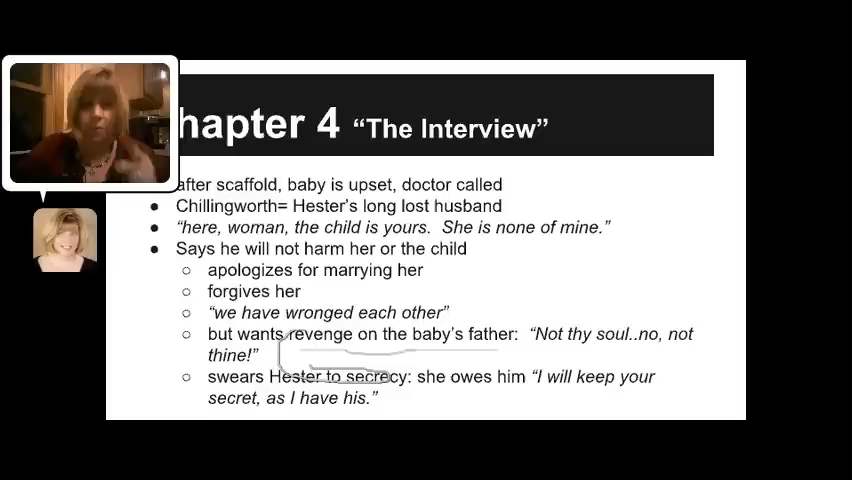 hapter 4 “The Interview”
after scaffold, baby is upset, doctor called
● Chillingworth= Hester’s long lost husband
● “here, woman, the child is yours. She is none of mine.”
● Says he will not harm her or the child
○ apologizes for marrying her
○ forgives her
○ “we have wronged each other”
○ but wants revenge on the baby’s father: “Not thy soul..no, not
thine!”
○ swears Hester to secrecy: she owes him “I will keep your
secret, as I have his.”